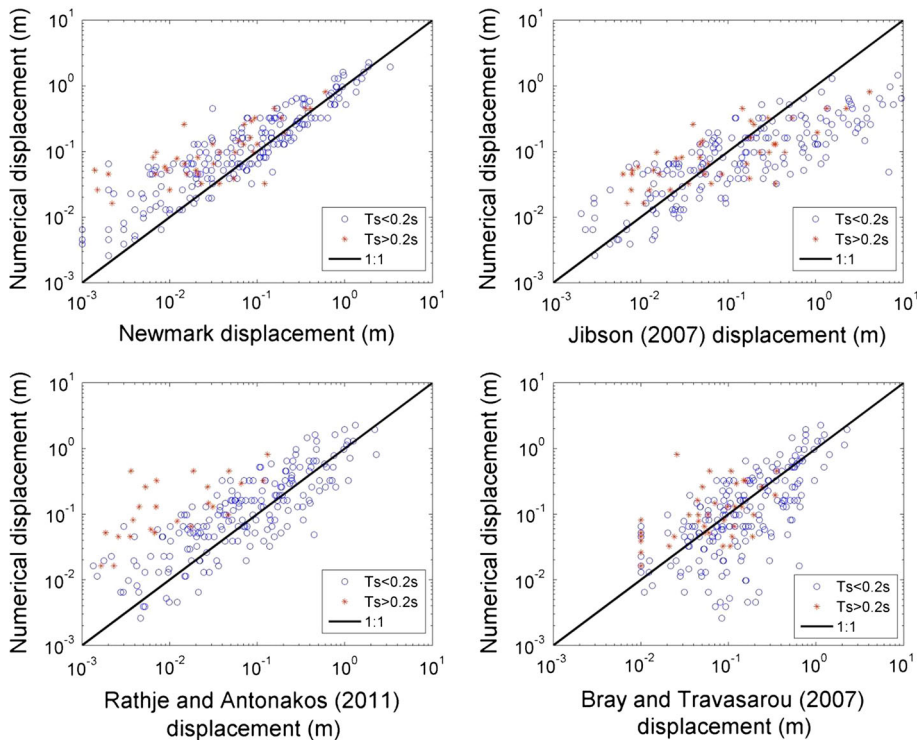 Numerical displacement (m)
10^1
10^0
10^-1
10^-2
10^-3
Ts<0.2s
Ts>0.2s
1:1
10^-3 10^-2 10^-1 10^0 10^1
Newmark displacement (m)
Numerical displacement (m)
10^1
10^0
10^-1
10^-2
10^-3
Ts<0.2s
Ts>0.2s
1:1
10^-3 10^-2 10^-1 10^0 10^1
Jibson (2007) displacement (m)
Numerical displacement (m)
10^1
10^0
10^-1
10^-2
10^-3
Ts<0.2s
Ts>0.2s
1:1
10^-3 10^-2 10^-1 10^0 10^1
Rathje and Antonakos (2011)
displacement (m)
Numerical displacement (m)
10^1
10^0
10^-1
10^-2
10^-3
Ts<0.2s
Ts>0.2s
1:1
10^-3 10^-2 10^-1 10^0 10^1
Bray and Travasarou (2007)
displacement (m)